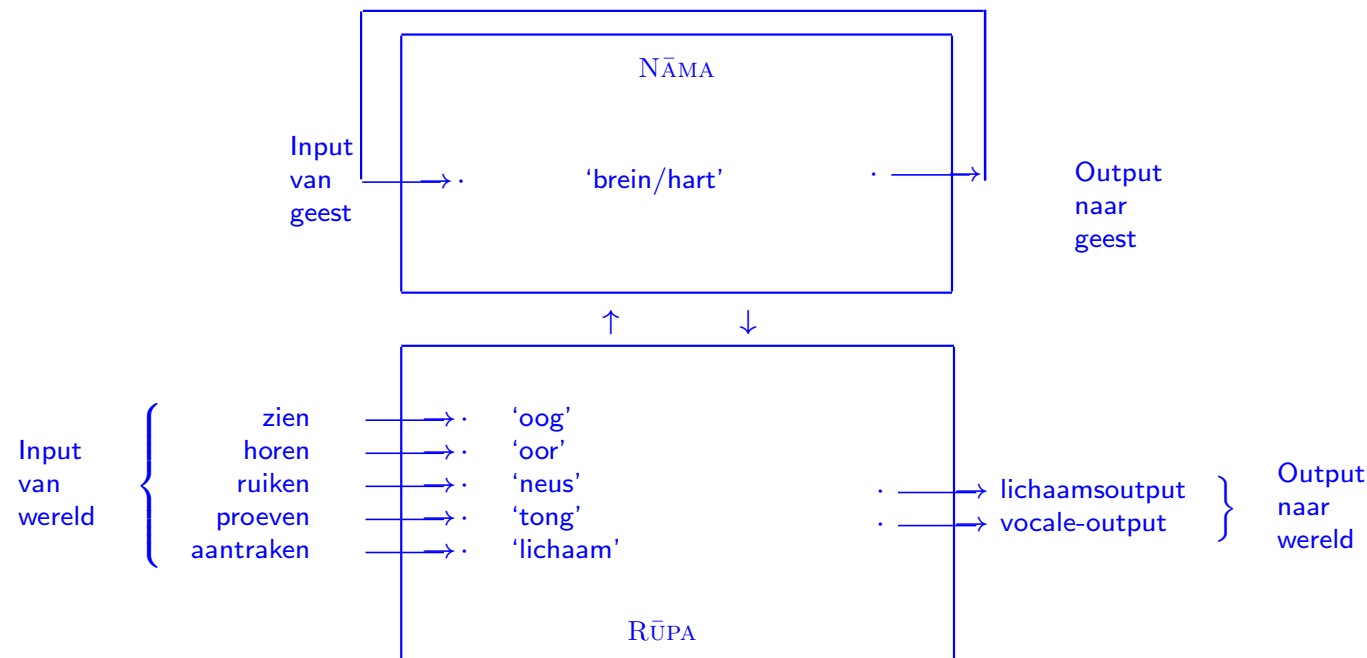 NĀMA
Input
van
geest
‘brein/hart’
Output
naar
geest
↑ ↓
Input
van
wereld
zien ‘oog’
horen ‘oor’
ruiken ‘neus’
proeven ‘tong’
aantraken ‘lichaam’
lichaamsoutput
vocale-output
Output
naar
wereld
RŪPA